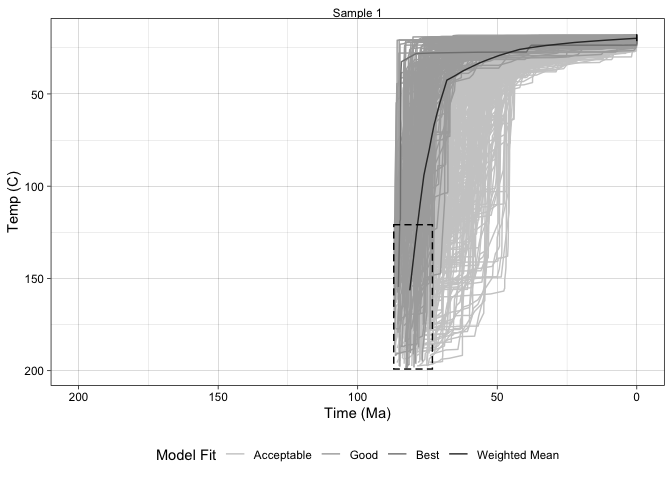 Sample 1
Temp (C)
50
100
150
200
200 150 100 50 0
Time (Ma)
Model Fit Acceptable Good Best Weighted Mean